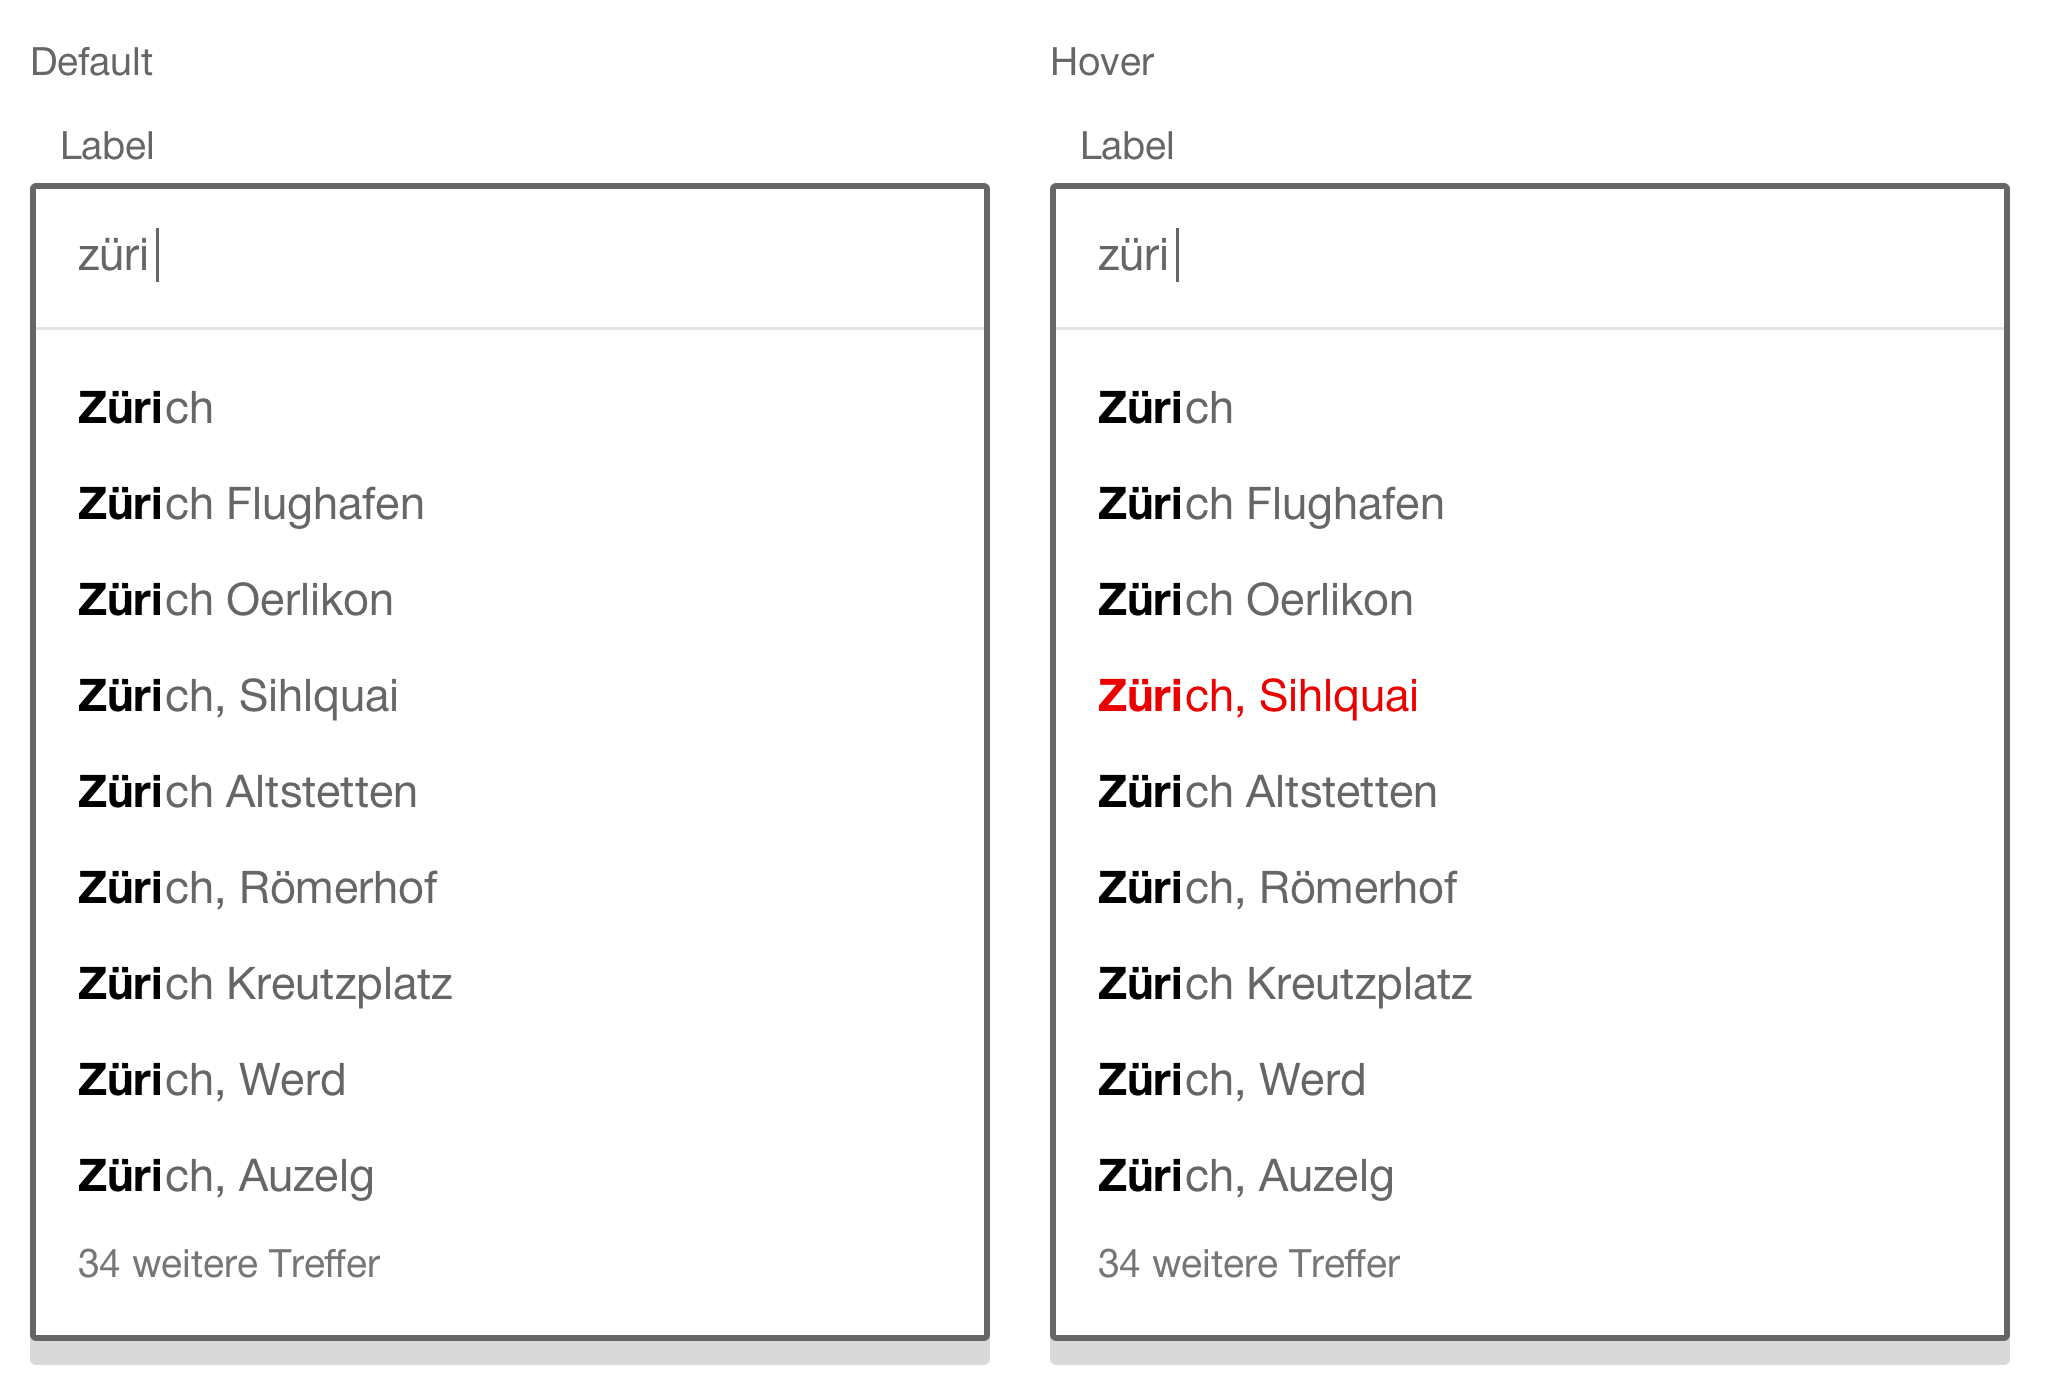 Default
Label
züri
Zürich
Zürich Flughafen
Zürich Oerlikon
Zürich, Sihlquai
Zürich Altstetten
Zürich, Römerhof
Zürich Kreutzplatz
Zürich, Werd
Zürich, Auzelg
34 weitere Treffer
Hover
Label
züri
Zürich
Zürich Flughafen
Zürich Oerlikon
Zürich, Sihlquai
Zürich Altstetten
Zürich, Römerhof
Zürich Kreutzplatz
Zürich, Werd
Zürich, Auzelg
34 weitere Treffer